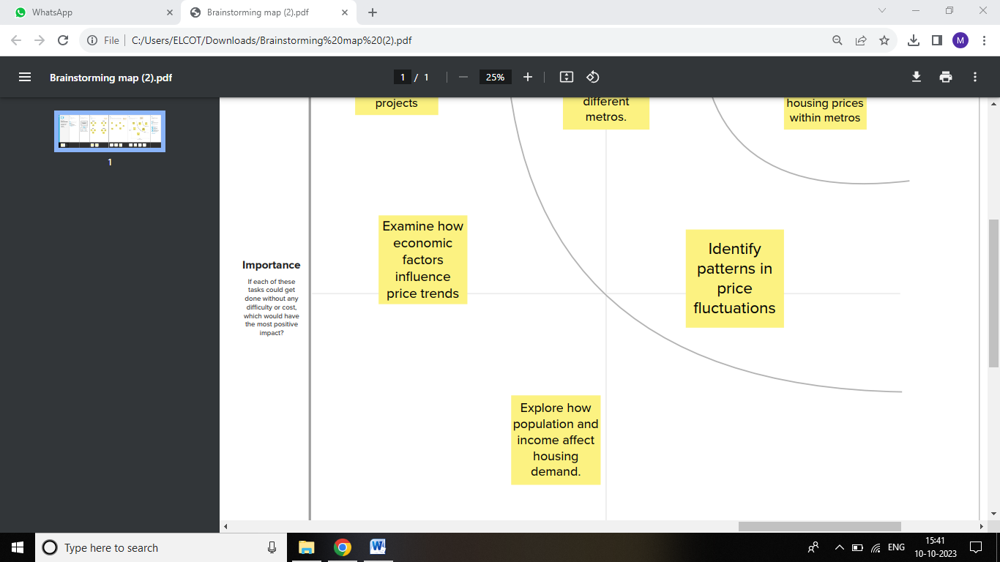 WhatsApp
Brainstorming map (2).pdf
File
C:/Users/ELCOT/Downloads/Brainstorming%20map%20(2).pdf
M
Brainstorming map (2).pdf
1 / 1
25%
1
projects
different
metros.
housing prices
within metros
Examine how
economic
factors
influence
price trends
Identify
patterns in
price
fluctuations
Importance
If each of these
tasks could get
done without any
difficulty or cost,
which would have
the most positive
impact?
Explore how
population and
income affect
housing
demand.
Type here to search
ENG
15:41
10-10-2023